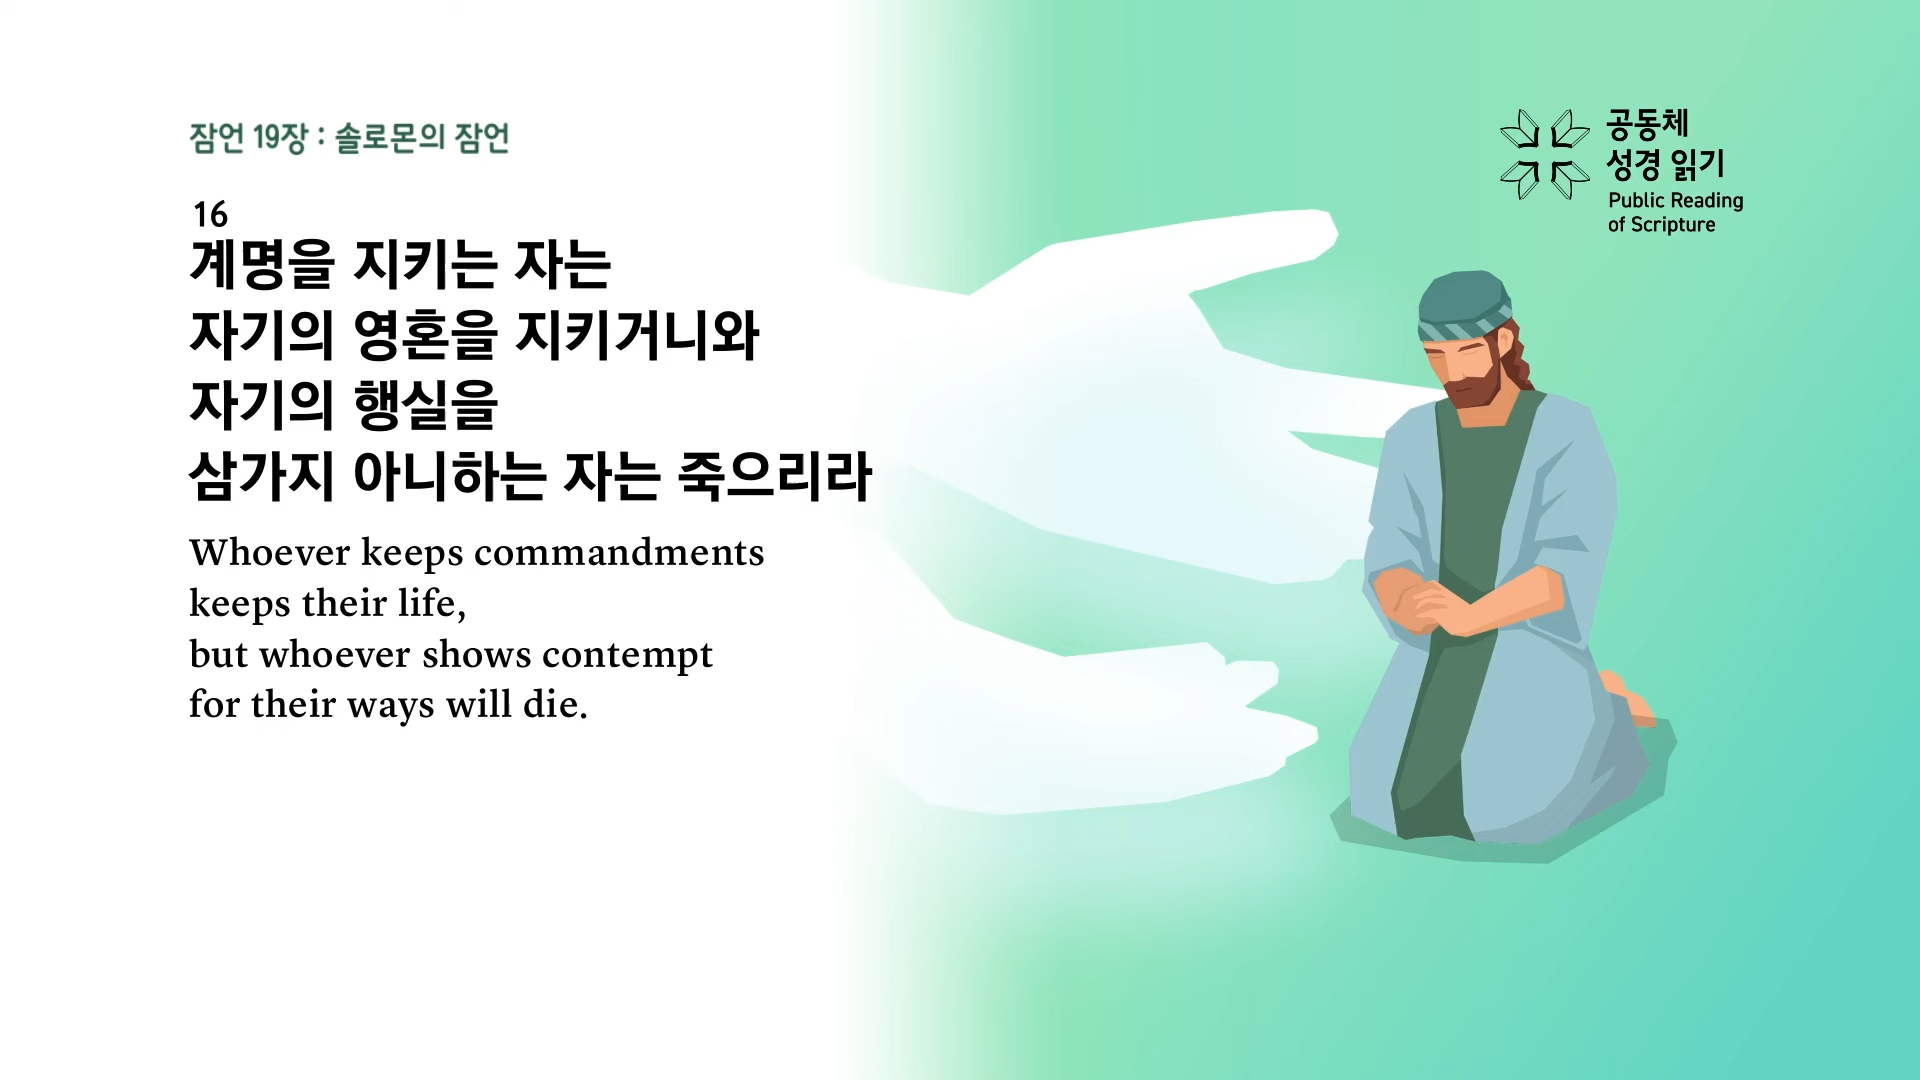 잠언 19장 : 솔로몬의 잠언
16
계명을 지키는 자는
자기의 영혼을 지키거니와
자기의 행실을
삼가지 아니하는 자는 죽으리라
Whoever keeps commandments
keeps their life,
but whoever shows contempt
for their ways will die.
공동체
성경 읽기
Public Reading
of Scripture